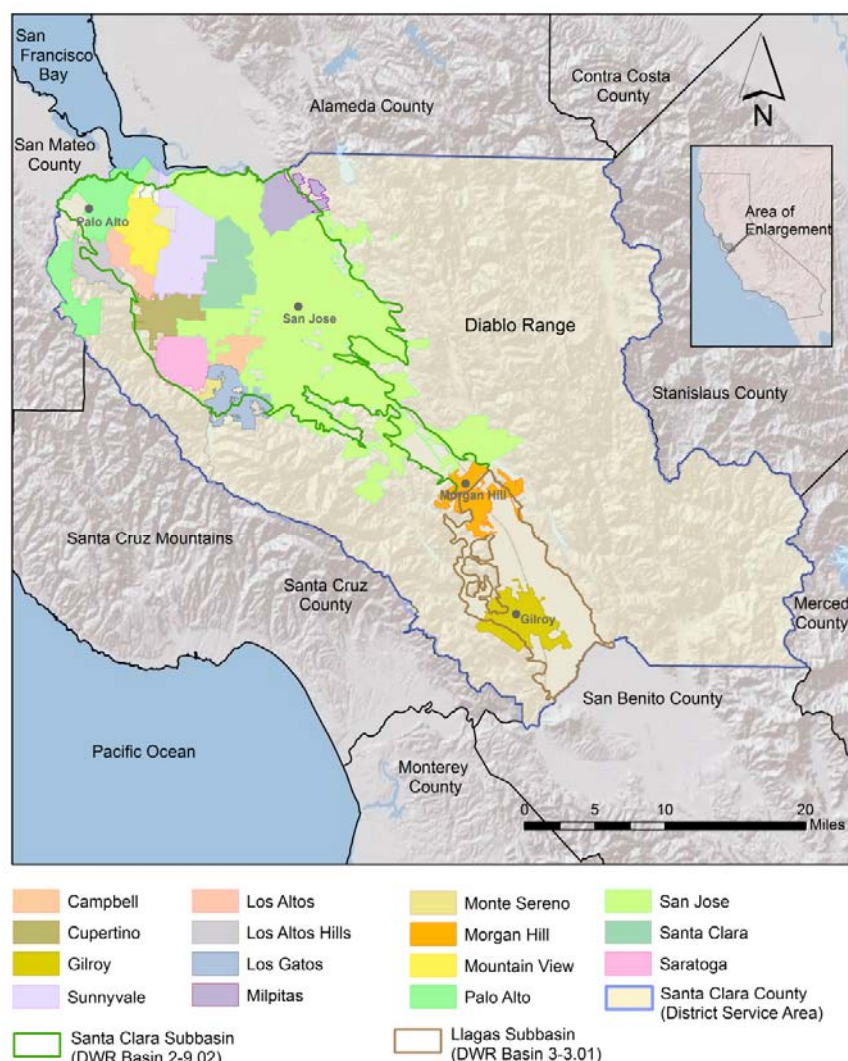 San
Francisco
Bay
Contra Costa
County
Alameda County
N
San Mateo
County
Area of
Enlargement
Palo Alto
San Jose
Diablo Range
Stanislaus County
Morgan Hill
Santa Cruz Mountains
Santa Cruz
County
Merced
County
Gilroy
San Benito County
Pacific Ocean
Monterey
County
0 5 10 20
Miles
Campbell
Los Altos
Monte Sereno
San Jose
Cupertino
Los Altos Hills
Morgan Hill
Santa Clara
Gilroy
Los Gatos
Mountain View
Saratoga
Sunnyvale
Milpitas
Palo Alto
Santa Clara County
(District Service Area)
Santa Clara Subbasin
(DWR Basin 2-9.02)
Llagas Subbasin
(DWR Basin 3-3.01)